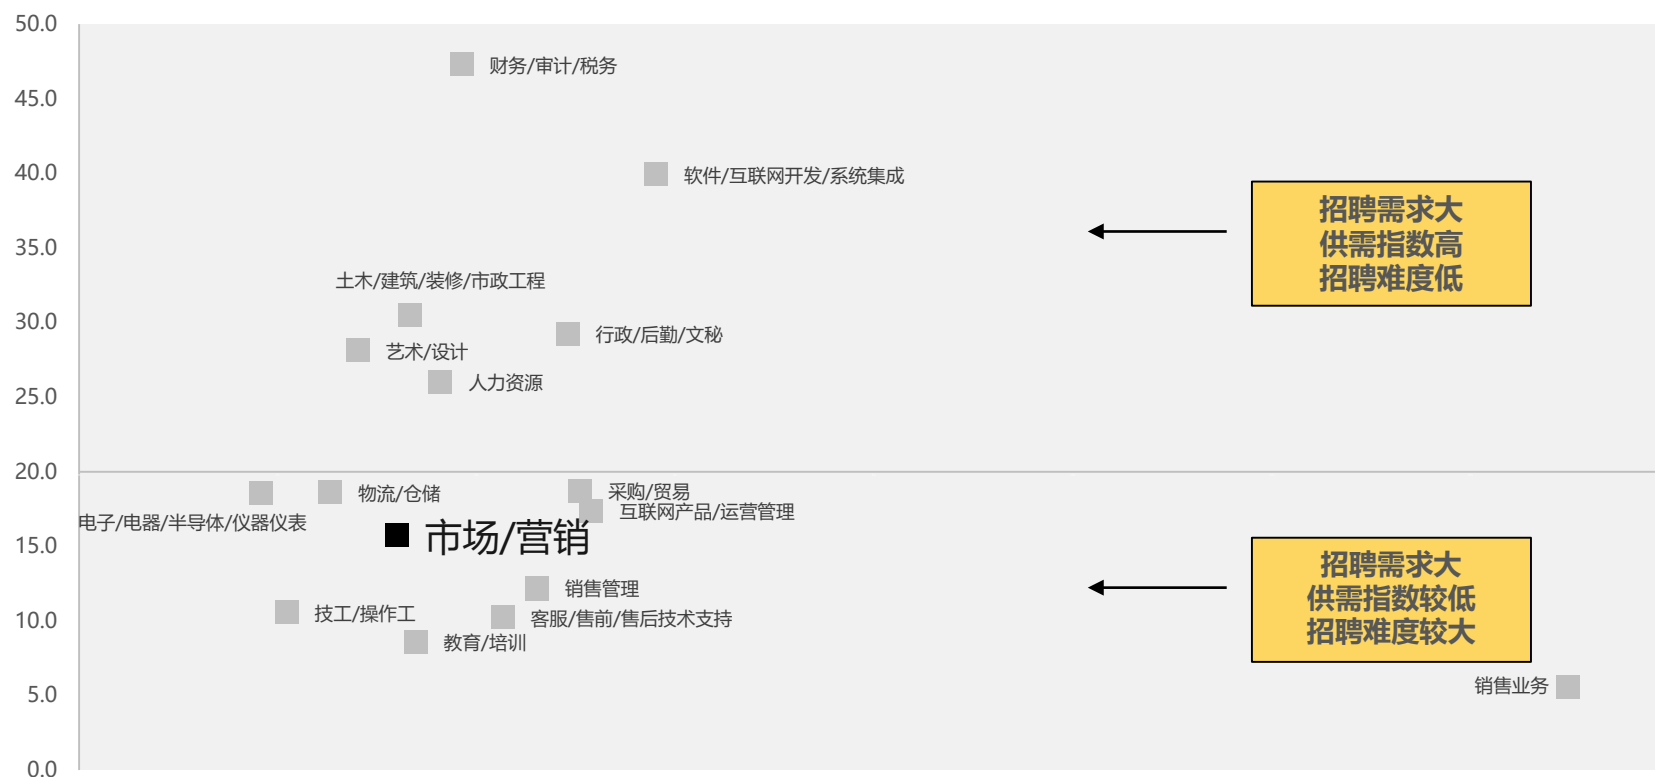 50.0
财务/审计/税务
45.0
40.0
软件/互联网开发/系统集成
招聘需求大
供需指数高
招聘难度低
35.0
土木/建筑/装修/市政工程
30.0
行政/后勤/文秘
艺术/设计
人力资源
25.0
20.0
物流/仓储
采购/贸易
互联网产品/运营管理
电子/电器/半导体/仪器仪表
市场/营销
15.0
招聘需求大
供需指数较低
招聘难度较大
销售管理
技工/操作工
客服/售前/售后技术支持
10.0
教育/培训
销售业务
5.0
0.0